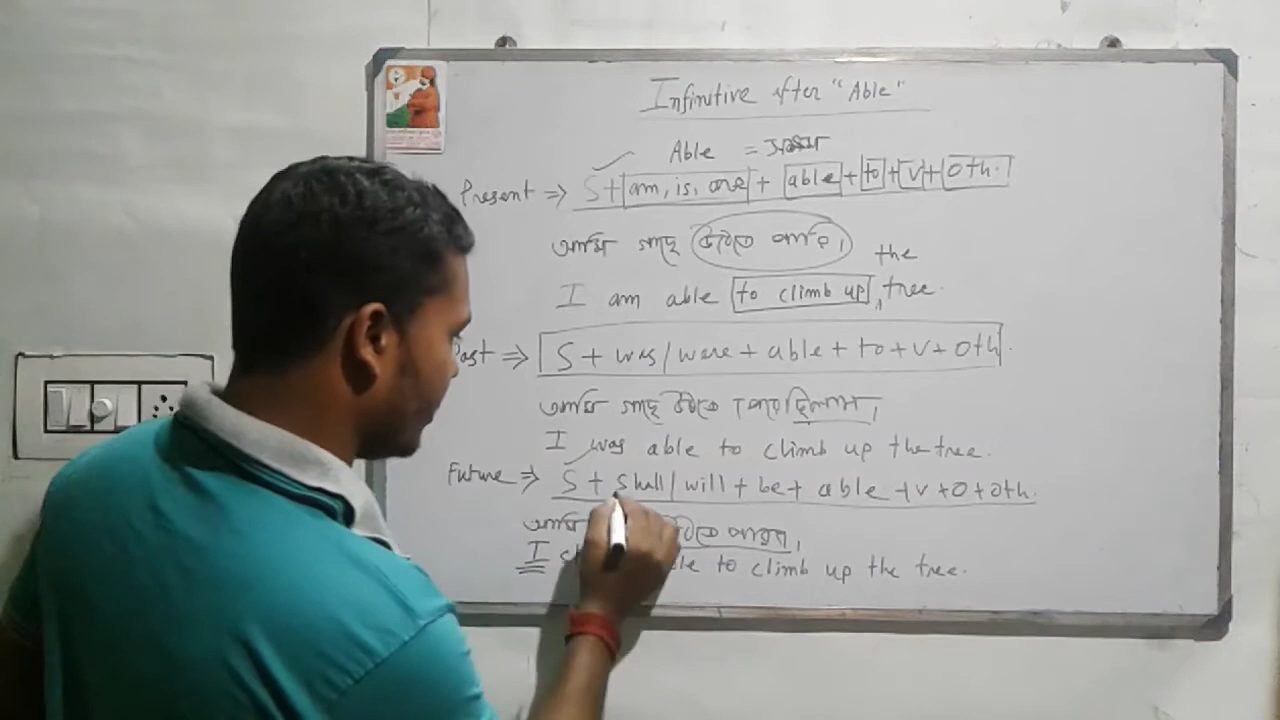 Infinitive after "Able"
Able = সক্ষম
Present ⇒ S + am, is, are + able + to + V + Oth.
আমি গাছে উঠতে পারি।
the
I am able to climb up, tree.
Past ⇒ S + was/were + able + to + V + Oth.
আমি গাছে উঠতে পেরেছিলাম।
I was able to climb up the tree.
Future ⇒ S + Shall/will + be + able + V + O + Oth.
আমি উঠতে পারব।
I to climb up the tree.